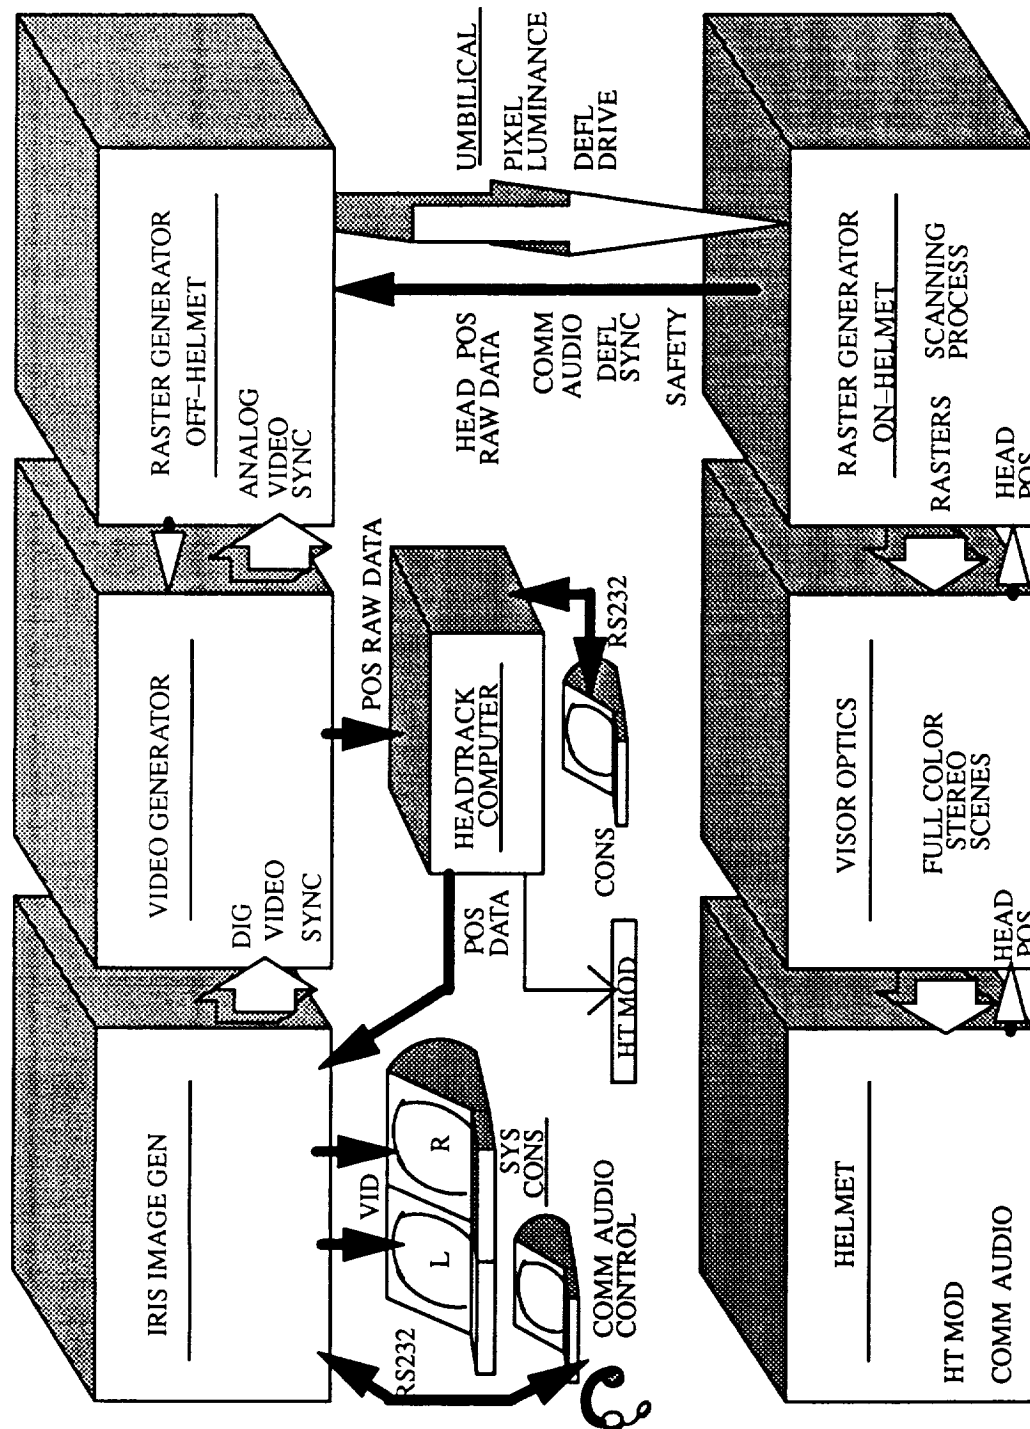 IRIS IMAGE GEN
DIG
VIDEO
SYNC
VIDEO GENERATOR
ANALOG
VIDEO
SYNC
RASTER GENERATOR
OFF-HELMET
RS232
VID
L
R
SYS
CONS
COMM AUDIO
CONTROL
POS
DATA
HT MOD
POS RAW DATA
HEADTRACK
COMPUTER
CONS
RS232
HEAD POS
RAW DATA
COMM
AUDIO
DEFL
SYNC
SAFETY
UMBILICAL
PIXEL
LUMINANCE
DEFL
DRIVE
HELMET
HT MOD
COMM AUDIO
HEAD
POS
VISOR OPTICS
FULL COLOR
STEREO
SCENES
HEAD
POS
RASTER GENERATOR
ON-HELMET
RASTERS
SCANNING
PROCESS